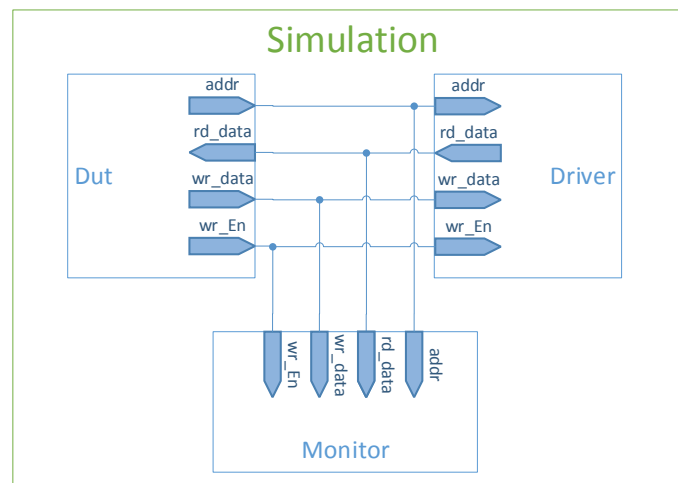 Simulation
addr
rd_data
Dut
wr_data
wr_En
addr
rd_data
wr_data
Driver
wr_En
wr_En
wr_data
rd_data
addr
Monitor